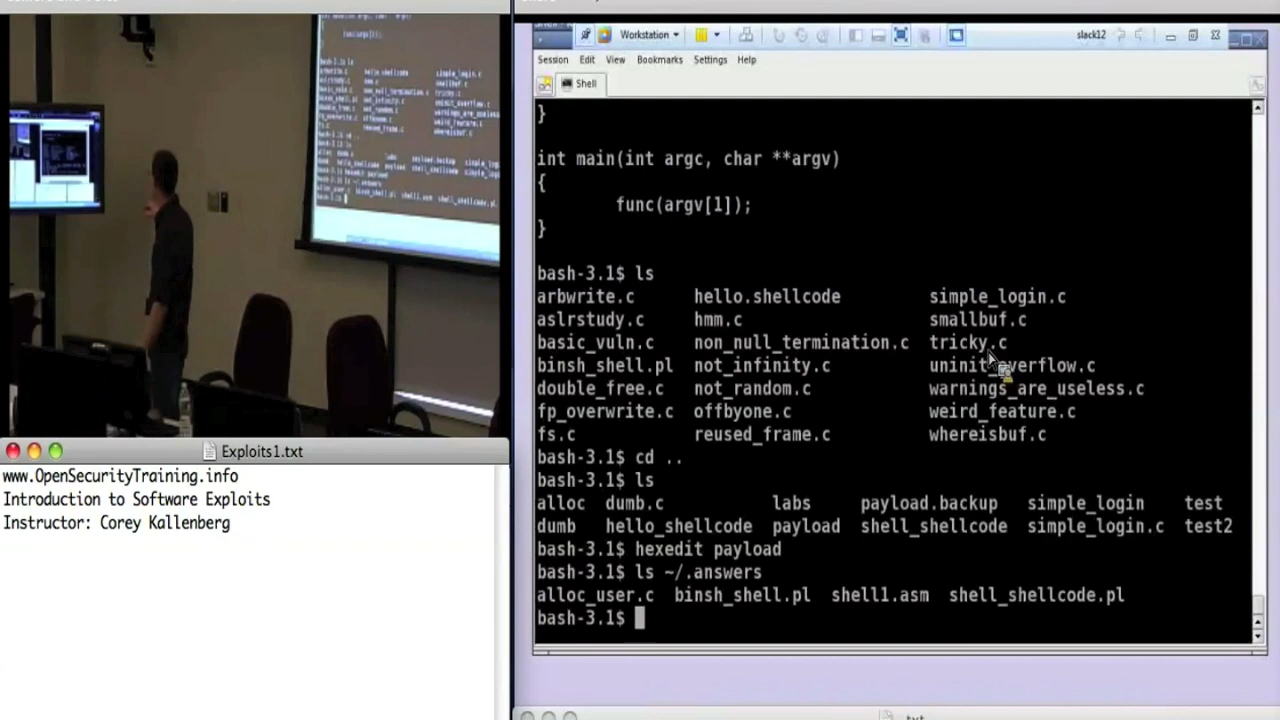 Workstation
slack12
Session Edit View Bookmarks Settings Help
Shell
}
int main(int argc, char **argv)
{
func(argv[1]);
}
bash-3.1$ ls
arbwrite.c hello.shellcode simple_login.c
aslrstudy.c hmm.c smallbuf.c
basic_vuln.c non_null_termination.c tricky.c
binsh_shell.pl not_infinity.c uninit_overflow.c
double_free.c not_random.c warnings_are_useless.c
fp_overwrite.c offbyone.c weird_feature.c
fs.c reused_frame.c whereisbuf.c
bash-3.1$ cd ..
bash-3.1$ ls
alloc dumb.c labs payload.backup simple_login test
dumb hello_shellcode payload shell_shellcode simple_login.c test2
bash-3.1$ hexedit payload
bash-3.1$ ls ~/.answers
alloc_user.c binsh_shell.pl shell1.asm shell_shellcode.pl
bash-3.1$
Exploits1.txt
www.OpenSecurityTraining.info
Introduction to Software Exploits
Instructor: Corey Kallenberg